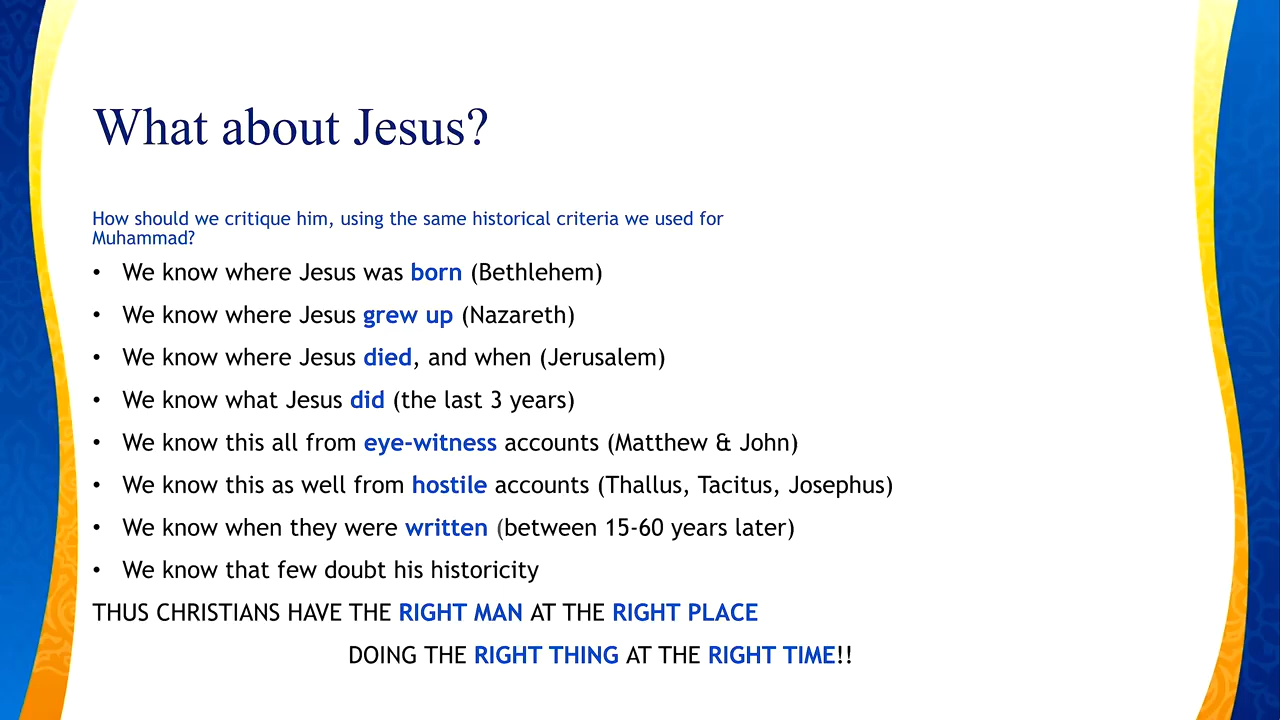 What about Jesus?
How should we critique him, using the same historical criteria we used for
Muhammad?
• We know where Jesus was born (Bethlehem)
• We know where Jesus grew up (Nazareth)
• We know where Jesus died, and when (Jerusalem)
• We know what Jesus did (the last 3 years)
• We know this all from eye-witness accounts (Matthew & John)
• We know this as well from hostile accounts (Thallus, Tacitus, Josephus)
• We know when they were written (between 15-60 years later)
• We know that few doubt his historicity
THUS CHRISTIANS HAVE THE RIGHT MAN AT THE RIGHT PLACE
DOING THE RIGHT THING AT THE RIGHT TIME!!